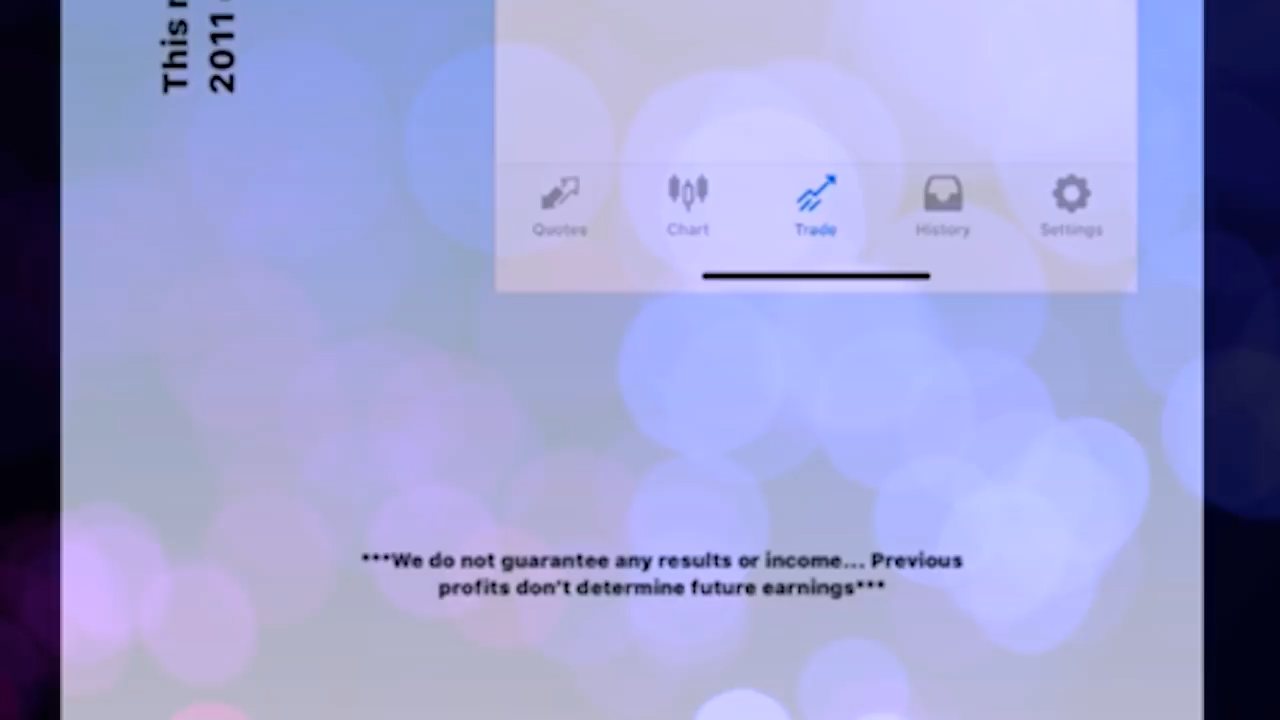 This
2011
Quotes
Chart
Trade
History
Settings
***We do not guarantee any results or income... Previous
profits don't determine future earnings***